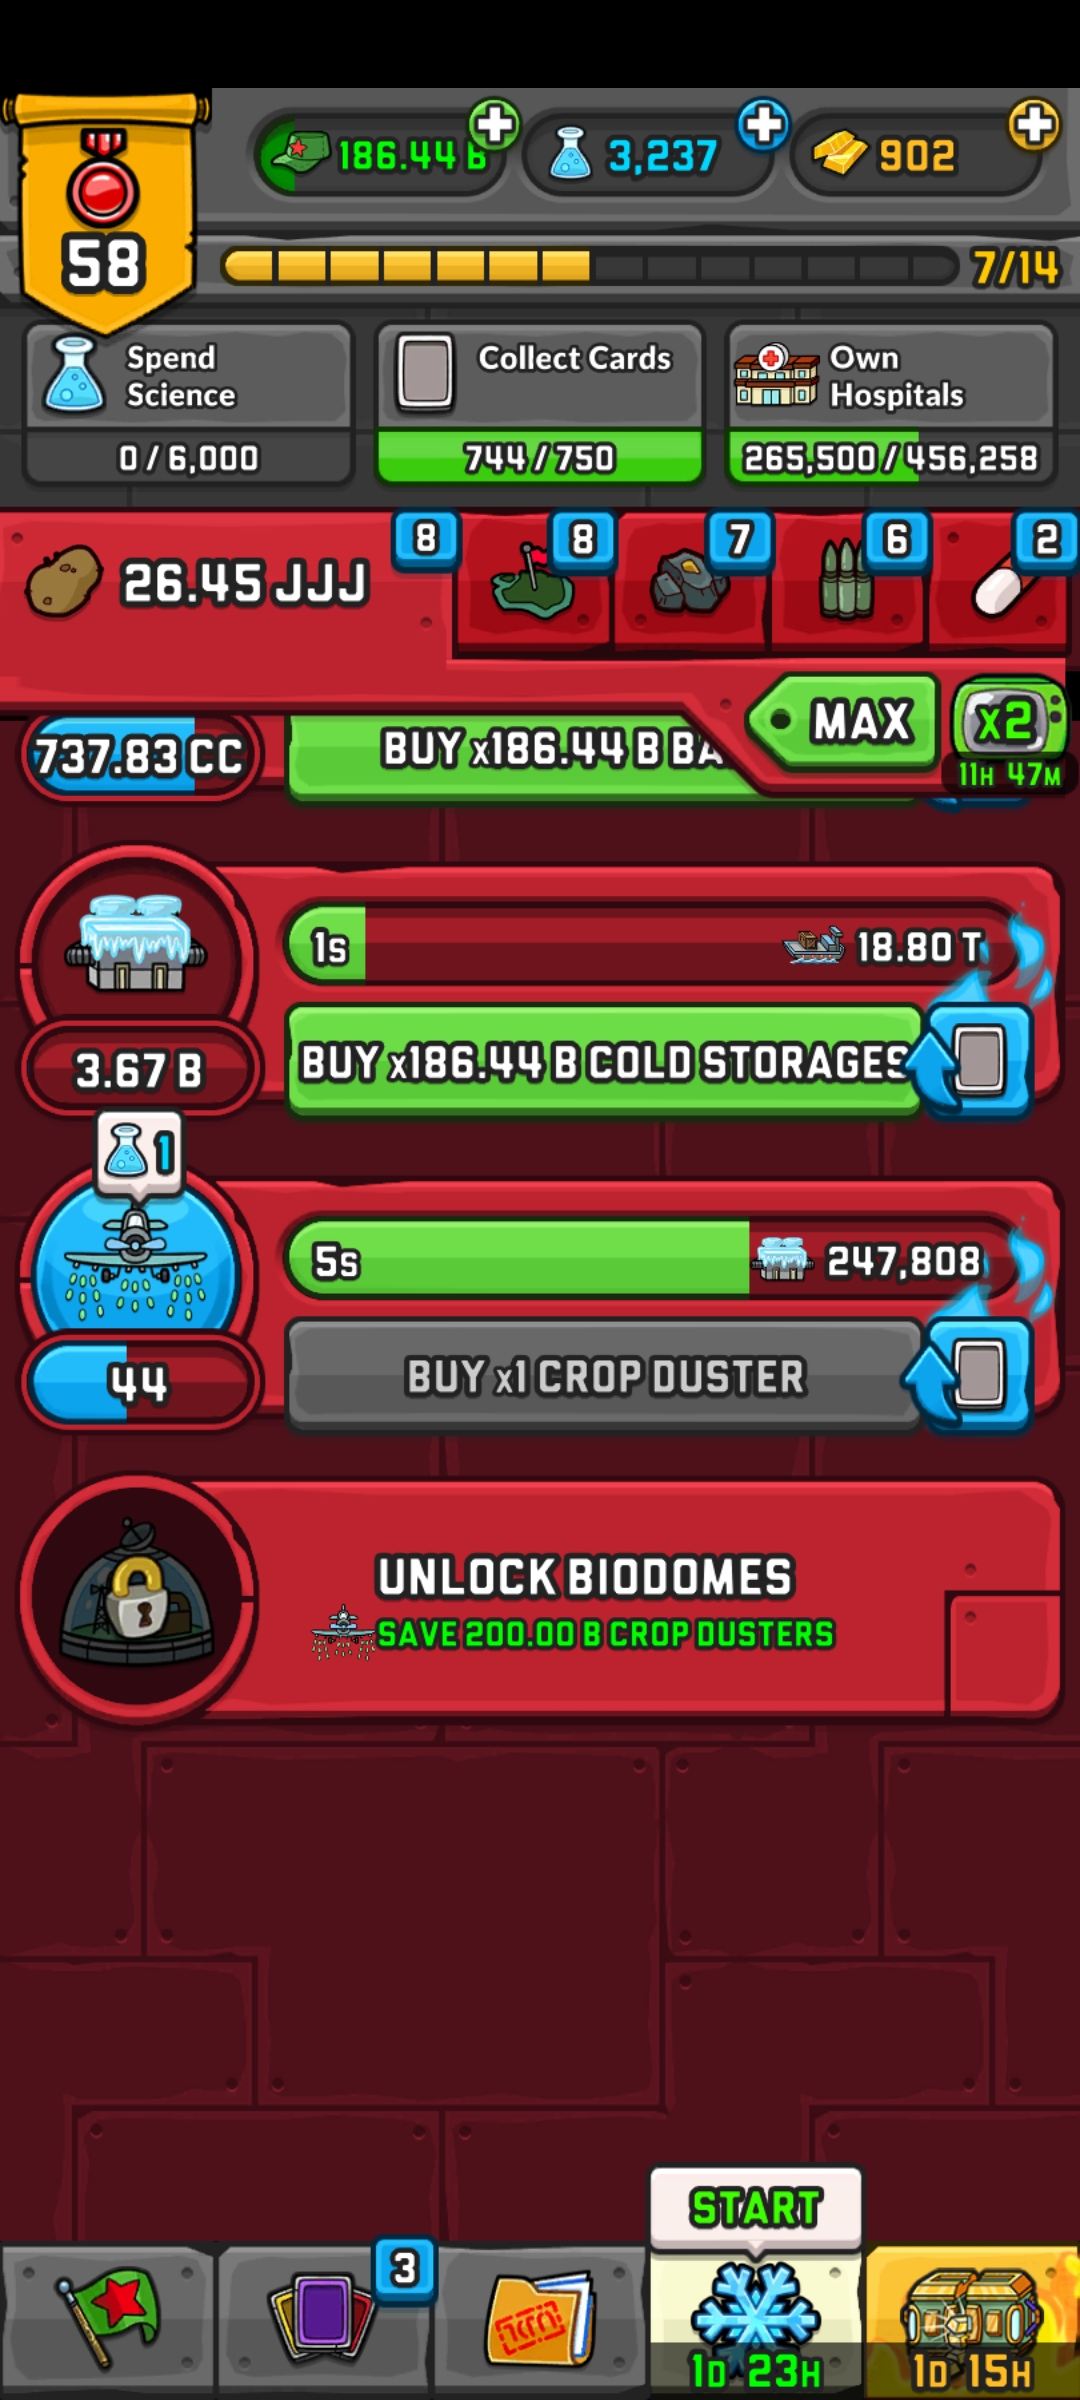 186.44 B
3,237
902
58
7/14
Spend
Science
0/6,000
Collect Cards
744/750
Own
Hospitals
265,500/456,258
26.45 JJJ
8
8
7
6
2
737.83 CC
BUY x186.44 B BA
MAX
x2
11H 47M
1s
18.80 T
3.67 B
BUY x186.44 B COLD STORAGES
1
5s
247,808
44
BUY x1 CROP DUSTER
UNLOCK BIODOMES
SAVE 200.00 B CROP DUSTERS
START
3
1D 23H
1D 15H